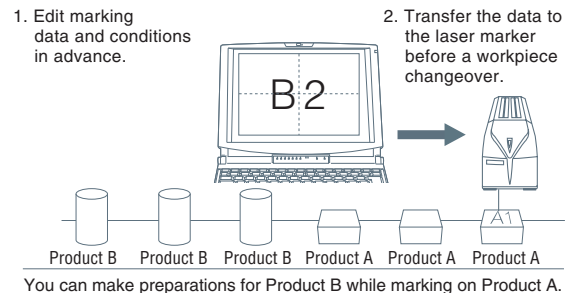 1. Edit marking
data and conditions
in advance.
2. Transfer the data to
the laser marker
before a workpiece
changeover.
B2
A1
Product B Product B Product B Product A Product A Product A
You can make preparations for Product B while marking on Product A.